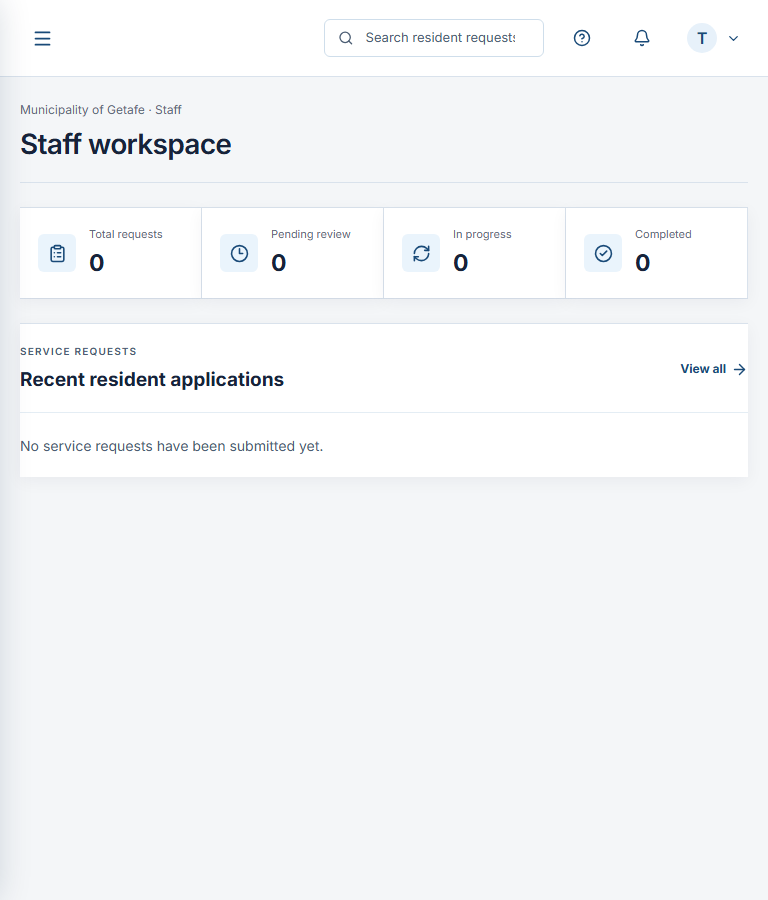 Search resident requests
T
Municipality of Getafe · Staff
Staff workspace
Total requests
0
Pending review
0
In progress
0
Completed
0
SERVICE REQUESTS
Recent resident applications
View all
No service requests have been submitted yet.